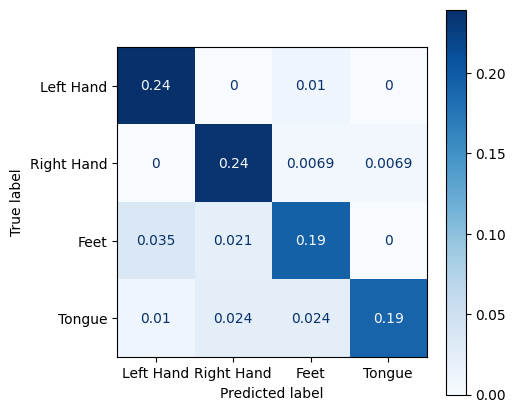 Left Hand 0.24 0 0.01 0
Right Hand 0 0.24 0.0069 0.0069
Feet 0.035 0.021 0.19 0
Tongue 0.01 0.024 0.024 0.19
Left Hand Right Hand Feet Tongue
Predicted label
True label
0.20
0.15
0.10
0.05
0.00